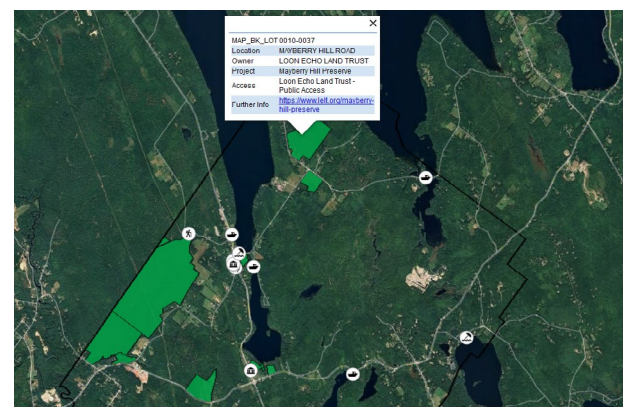 MAP_BK_LOT 0010-0037
Location MAYBERRY HILL ROAD
Owner LOON ECHO LAND TRUST
Project Mayberry Hill Preserve
Access Loon Echo Land Trust -
Public Access
Further Info https://www.lelt.org/mayberry-
hill-preserve